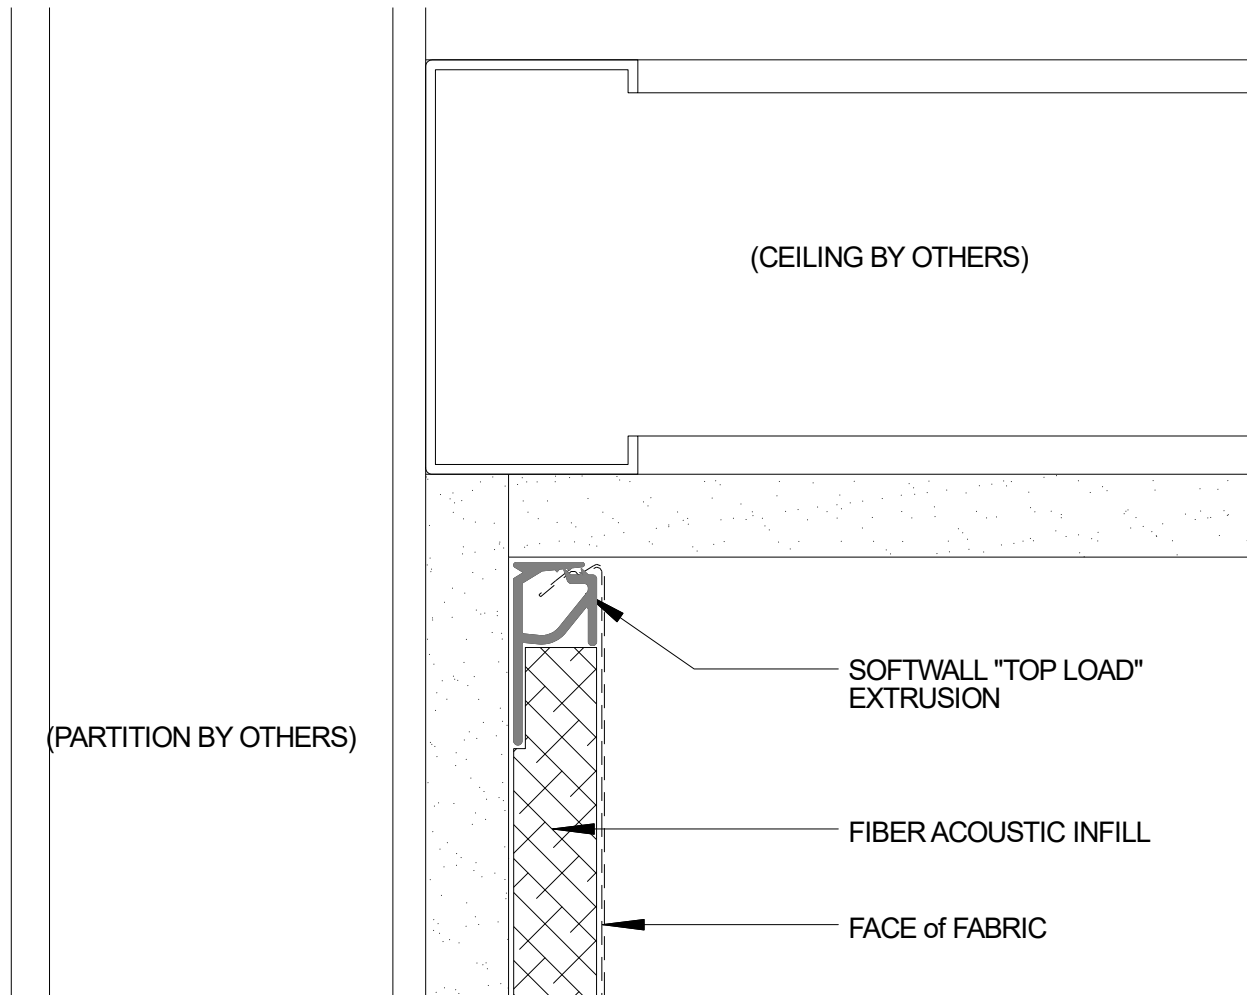 (CEILING BY OTHERS)
SOFTWALL "TOP LOAD"
EXTRUSION
(PARTITION BY OTHERS)
FIBER ACOUSTIC INFILL
FACE of FABRIC